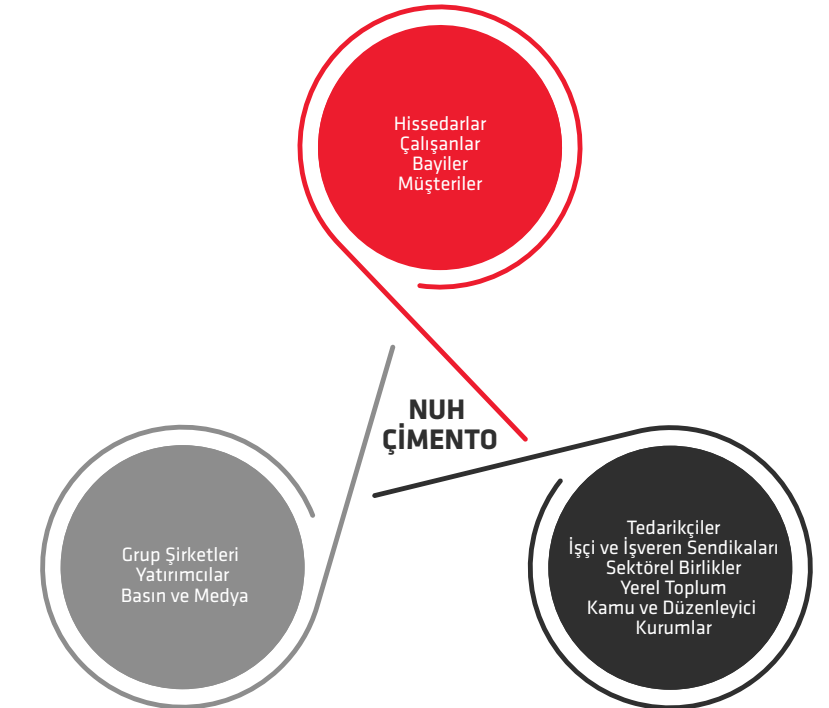 Hissedarlar
Çalışanlar
Bayiler
Müşteriler
NUH
ÇİMENTO
Grup Şirketleri
Yatırımcılar
Basın ve Medya
Tedarikçiler
İşçi ve İşveren Sendikaları
Sektörel Birlikler
Yerel Toplum
Kamu ve Düzenleyici
Kurumlar